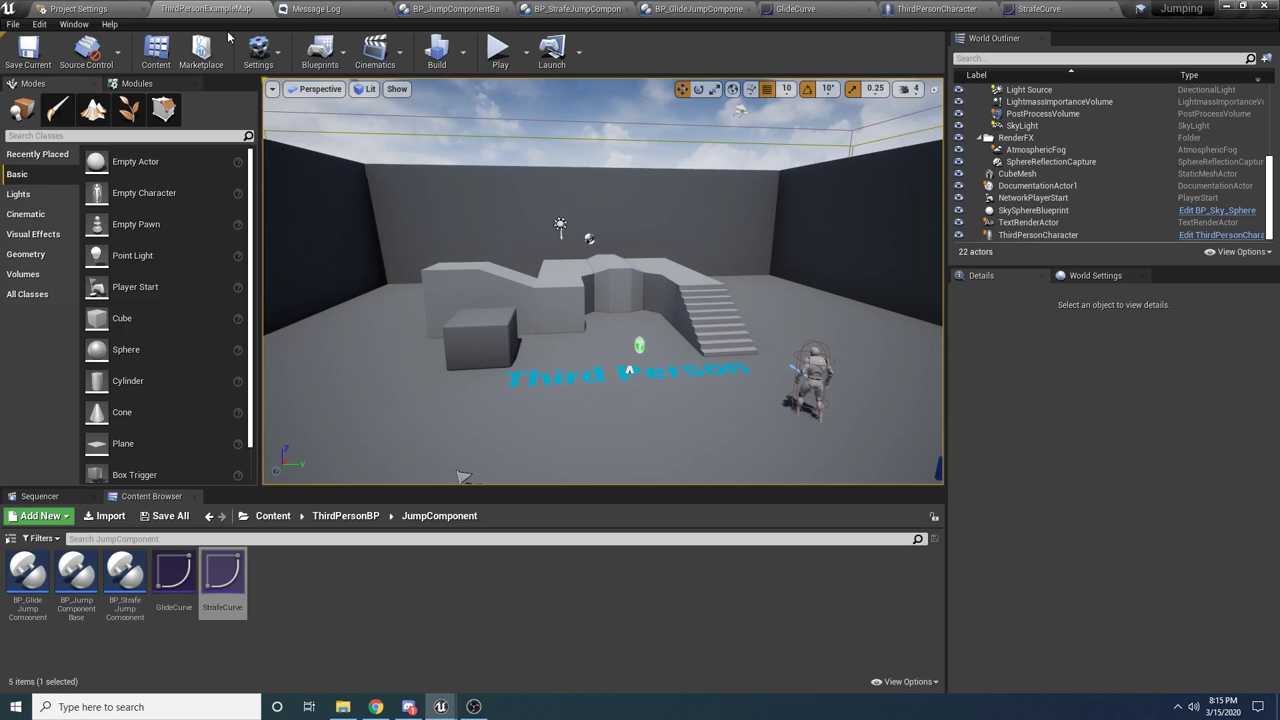 Project Settings
ThirdPersonExampleMap
Message Log
BP_JumpComponentBa
BP_StrafeJumpCompon
BP_GlideJumpCompone
GlideCurve
ThirdPersonCharacter
StrafeCurve
Jumping
File
Edit
Window
Help
Save Current
Source Control
Content
Marketplace
Settings
Blueprints
Cinematics
Build
Play
Launch
World Outliner
Search...
Label
Type
Modes
Modules
Search Classes
Recently Placed
Basic
Lights
Cinematic
Visual Effects
Geometry
Volumes
All Classes
Empty Actor
Empty Character
Empty Pawn
Point Light
Player Start
Cube
Sphere
Cylinder
Cone
Plane
Box Trigger
Perspective
Lit
Show
10
10°
0.25
4
Third Person
Z
Y
Light Source DirectionalLight
LightmassImportanceVolume LightmassImportanceV
PostProcessVolume PostProcessVolume
SkyLight SkyLight
RenderFX Folder
AtmosphericFog AtmosphericFog
SphereReflectionCapture SphereReflectionCaptur
CubeMesh StaticMeshActor
DocumentationActor1 DocumentationActor
NetworkPlayerStart PlayerStart
SkySphereBlueprint Edit BP_Sky_Sphere
TextRenderActor TextRenderActor
ThirdPersonCharacter Edit ThirdPersonChara
22 actors
View Options
Details
World Settings
Select an object to view details.
Sequencer
Content Browser
Add New
Import
Save All
Content
ThirdPersonBP
JumpComponent
Filters
Search JumpComponent
BP_Glide
Jump
Component
BP_Jump
Component
Base
BP_Strafe
Jump
Component
GlideCurve
StrafeCurve
5 items (1 selected)
View Options
Type here to search
8:15 PM
3/15/2020